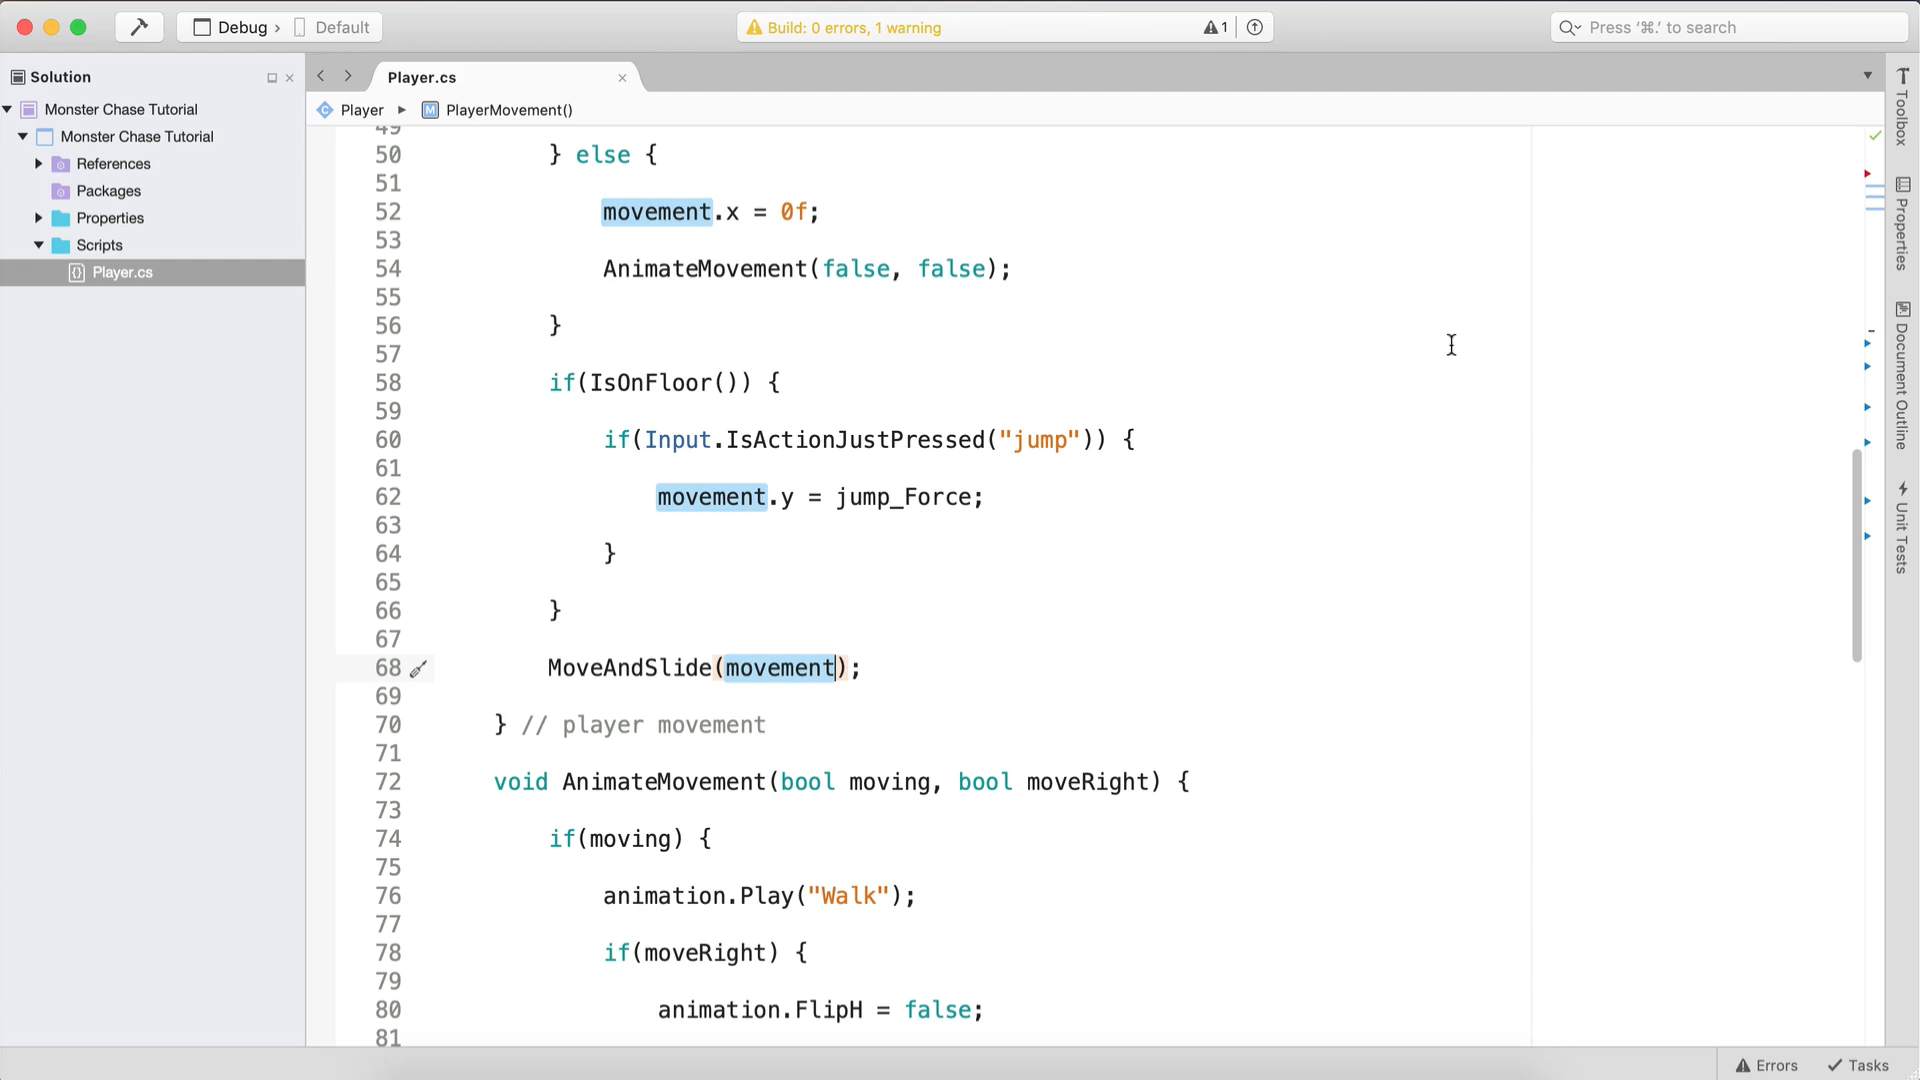 Debug › Default
Build: 0 errors, 1 warning
1
Press '⌘.' to search
Solution
Player.cs
Monster Chase Tutorial
Monster Chase Tutorial
References
Packages
Properties
Scripts
Player.cs
Player ▸ PlayerMovement()
49
50 } else {
51
52 movement.x = 0f;
53
54 AnimateMovement(false, false);
55
56 }
57
58 if(IsOnFloor()) {
59
60 if(Input.IsActionJustPressed("jump")) {
61
62 movement.y = jump_Force;
63
64 }
65
66 }
67
68 MoveAndSlide(movement);
69
70 } // player movement
71
72 void AnimateMovement(bool moving, bool moveRight) {
73
74 if(moving) {
75
76 animation.Play("Walk");
77
78 if(moveRight) {
79
80 animation.FlipH = false;
81
Toolbox
Properties
Document Outline
Unit Tests
Errors
Tasks